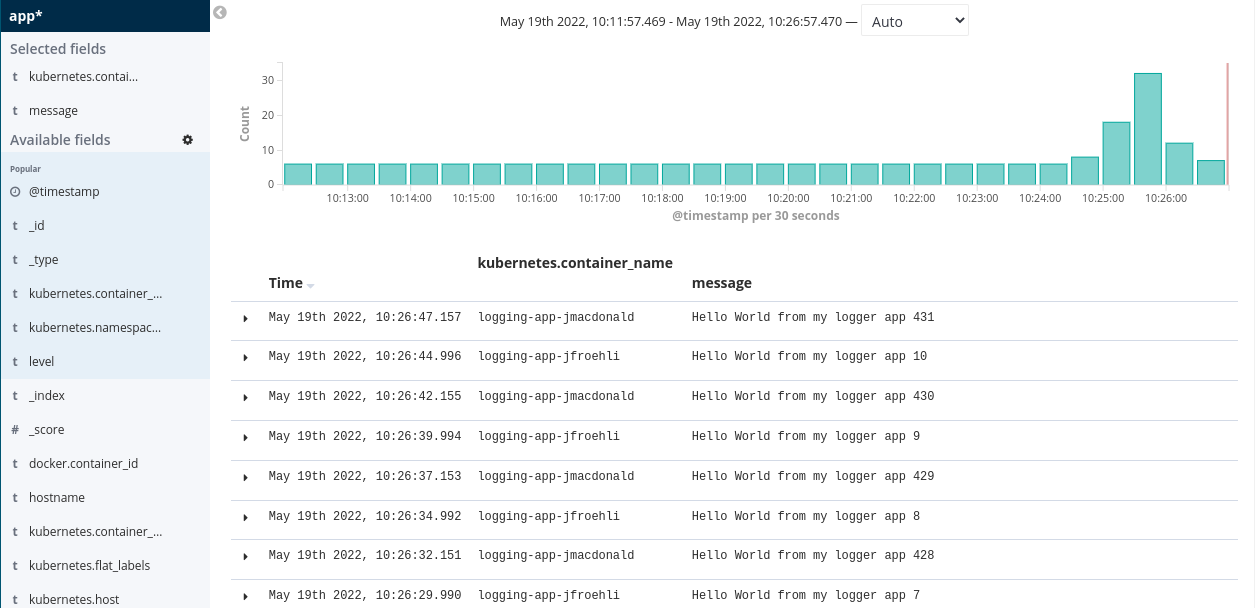 app*
Selected fields
t kubernetes.contai...
t message
Available fields
Popular
@timestamp
t _id
t _type
t kubernetes.container_...
t kubernetes.namespac...
t level
t _index
# _score
t docker.container_id
t hostname
t kubernetes.container_...
t kubernetes.flat_labels
t kubernetes.host
May 19th 2022, 10:11:57.469 - May 19th 2022, 10:26:57.470 — Auto
Count
30
20
10
0
10:13:00 10:14:00 10:15:00 10:16:00 10:17:00 10:18:00 10:19:00 10:20:00 10:21:00 10:22:00 10:23:00 10:24:00 10:25:00 10:26:00
@timestamp per 30 seconds
Time kubernetes.container_name message
May 19th 2022, 10:26:47.157 logging-app-jmacdonald Hello World from my logger app 431
May 19th 2022, 10:26:44.996 logging-app-jfroehli Hello World from my logger app 10
May 19th 2022, 10:26:42.155 logging-app-jmacdonald Hello World from my logger app 430
May 19th 2022, 10:26:39.994 logging-app-jfroehli Hello World from my logger app 9
May 19th 2022, 10:26:37.153 logging-app-jmacdonald Hello World from my logger app 429
May 19th 2022, 10:26:34.992 logging-app-jfroehli Hello World from my logger app 8
May 19th 2022, 10:26:32.151 logging-app-jmacdonald Hello World from my logger app 428
May 19th 2022, 10:26:29.990 logging-app-jfroehli Hello World from my logger app 7